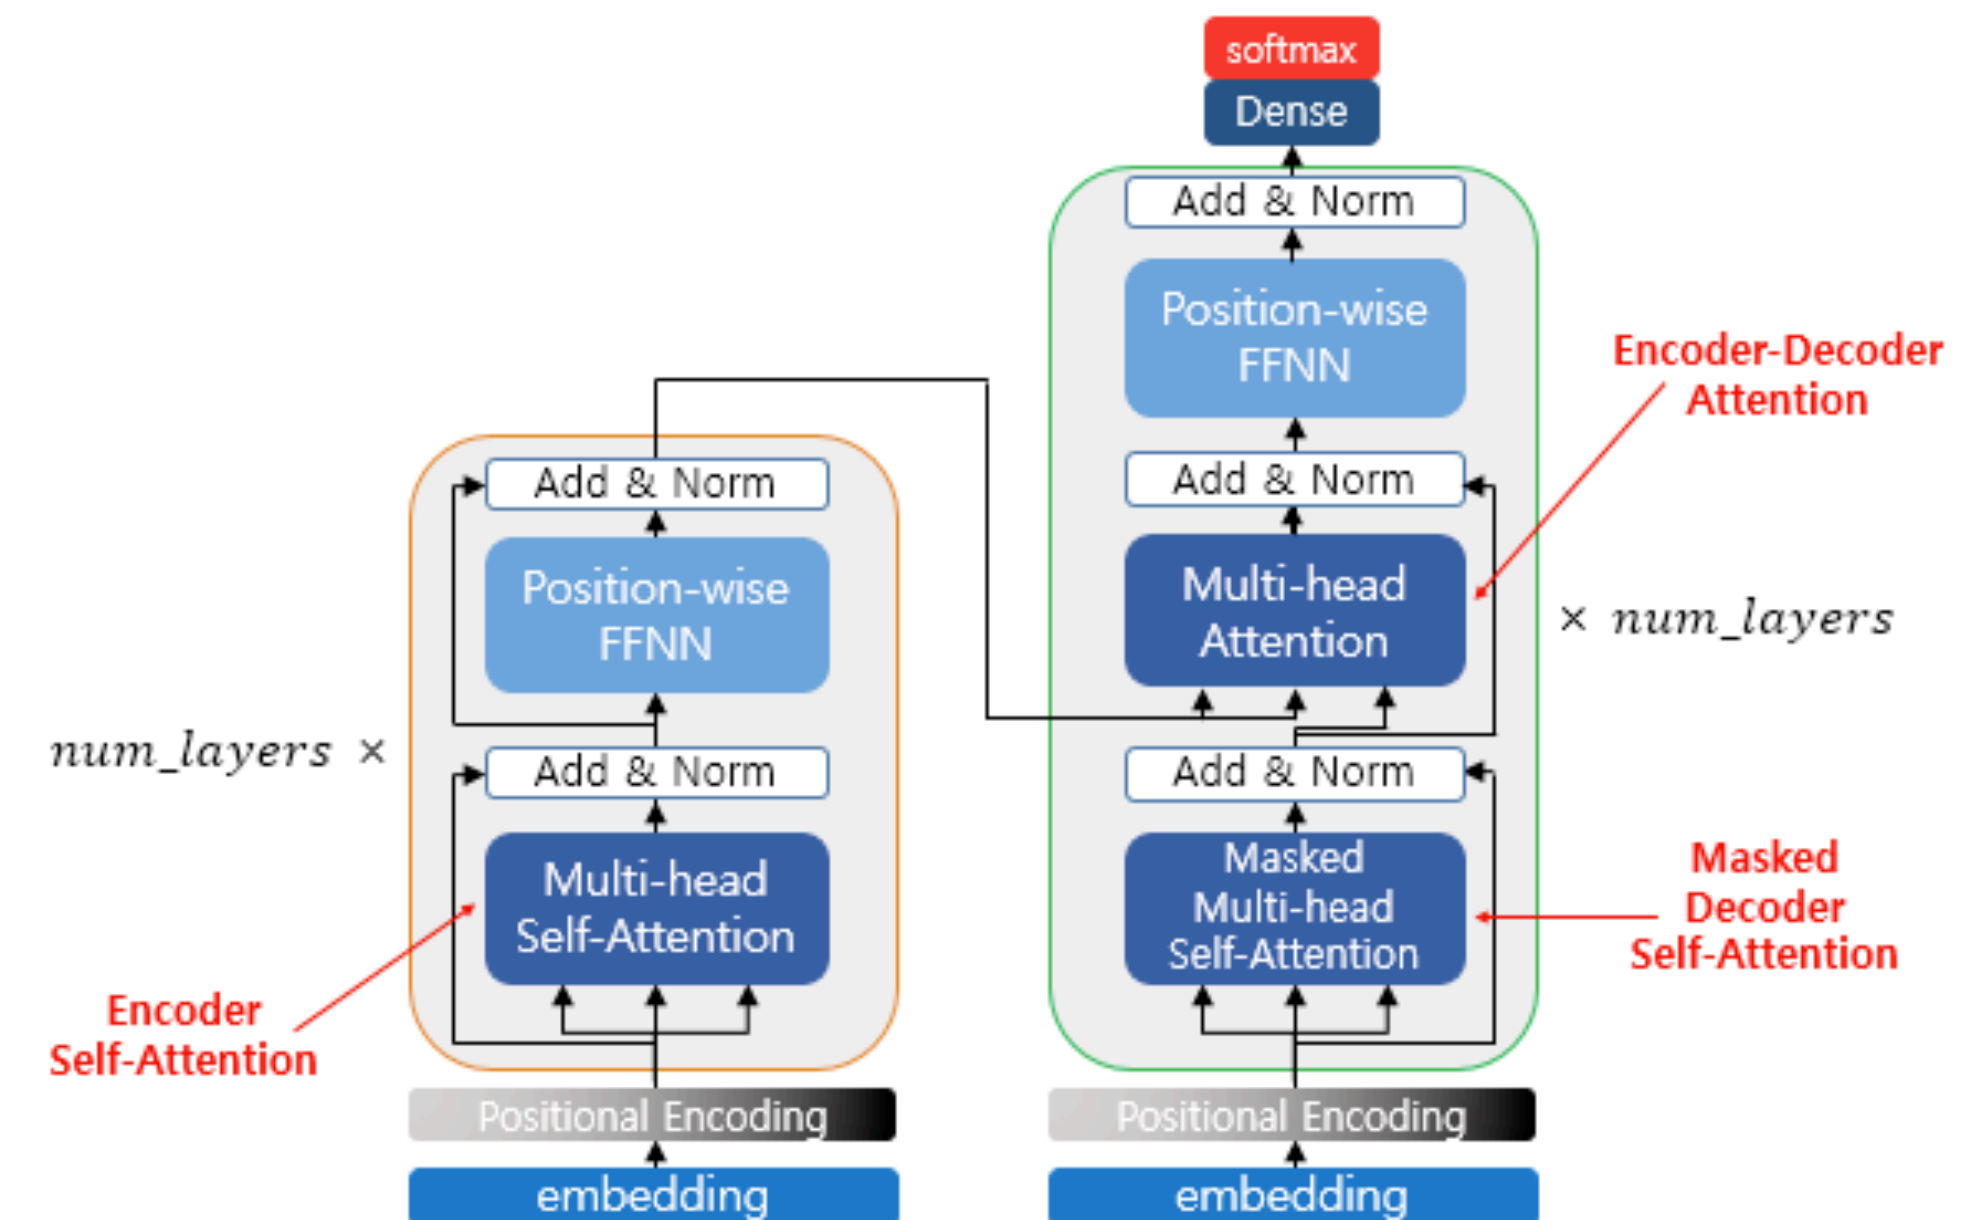 softmax
Dense
Add & Norm
Position-wise
FFNN
Encoder-Decoder
Attention
Add & Norm
Multi-head
Attention
× num_layers
Add & Norm
Masked
Multi-head
Self-Attention
Masked
Decoder
Self-Attention
Positional Encoding
embedding
Add & Norm
Position-wise
FFNN
num_layers ×
Add & Norm
Multi-head
Self-Attention
Encoder
Self-Attention
Positional Encoding
embedding